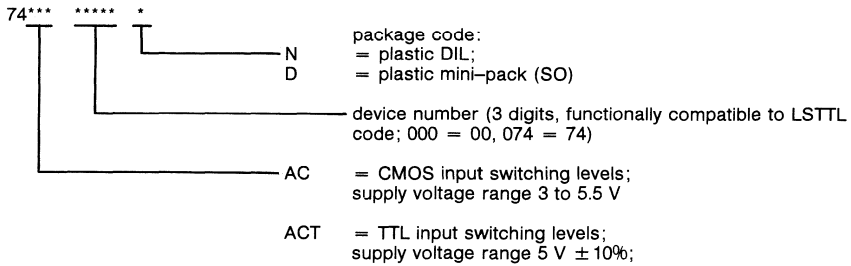 74*** ***** *
package code:
N = plastic DIL;
D = plastic mini-pack (SO)
device number (3 digits, functionally compatible to LSTTL
code; 000 = 00, 074 = 74)
AC = CMOS input switching levels;
supply voltage range 3 to 5.5 V
ACT = TTL input switching levels;
supply voltage range 5 V ± 10%;